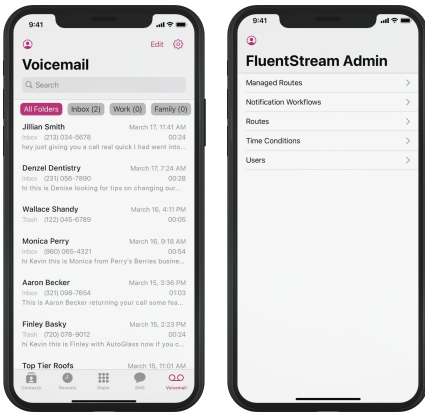 9:41
Edit
Voicemail
Search
All Folders Inbox (2) Work (0) Family (0)
Jillian Smith March 17, 11:41 AM
Inbox (213) 034-5678 00:24
hey just giving you a call real quick I had went into...
Denzel Dentistry March 17, 7:24 AM
Inbox (231) 056-7890 00:28
hi this is Denise looking for tips on changing our...
Wallace Shandy March 16, 4:11 PM
Trash (122) 045-6789 00:05
Monica Perry March 16, 9:18 AM
Inbox (980) 065-4321 00:54
hi Kevin this is Monica from Perry's Berries busine...
Aaron Becker March 15, 3:36 PM
Inbox (321) 098-7654 01:03
This is Aaron Becker returning your call some fea...
Finley Basky March 15, 2:23 PM
Trash (720) 078-9012 00:24
hi Kevin this is Finley with AutoGlass now if you c...
Top Tier Roofs March 15, 11:01 AM
Contacts Recents Dialer SMS Voicemail
9:41
FluentStream Admin
Managed Routes
Notification Workflows
Routes
Time Conditions
Users